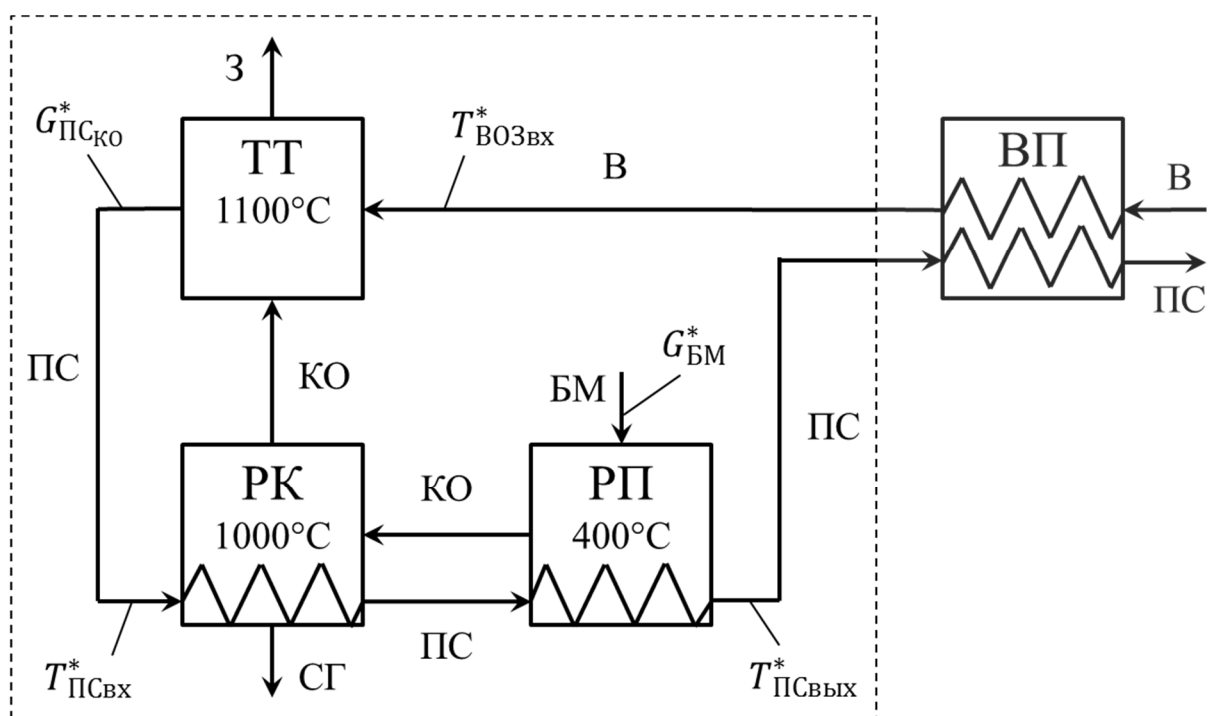 З
G*ПСКО
ТТ
1100°С
T*ВОЗвх
В
ВП
В
ПС
ПС
КО
БМ
G*БМ
ПС
РК
1000°С
КО
РП
400°С
T*ПСвх
СГ
ПС
T*ПСвых